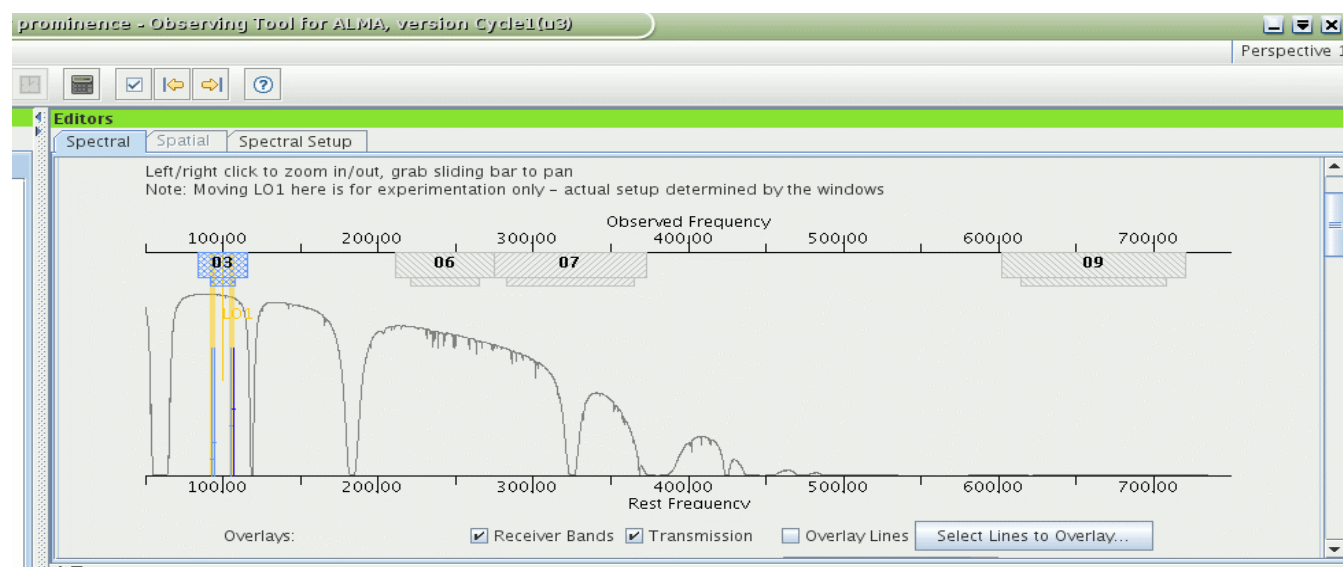 prominence - Observing Tool for ALMA, version Cycle1(u3)
Perspective 1
Editors
Spectral Spatial Spectral Setup
Left/right click to zoom in/out, grab sliding bar to pan
Note: Moving LO1 here is for experimentation only – actual setup determined by the windows
Observed Frequency
100.00 200.00 300.00 400.00 500.00 600.00 700.00
03 06 07 09
LO1
100.00 200.00 300.00 400.00 500.00 600.00 700.00
Rest Frequency
Overlays: Receiver Bands Transmission Overlay Lines Select Lines to Overlay...